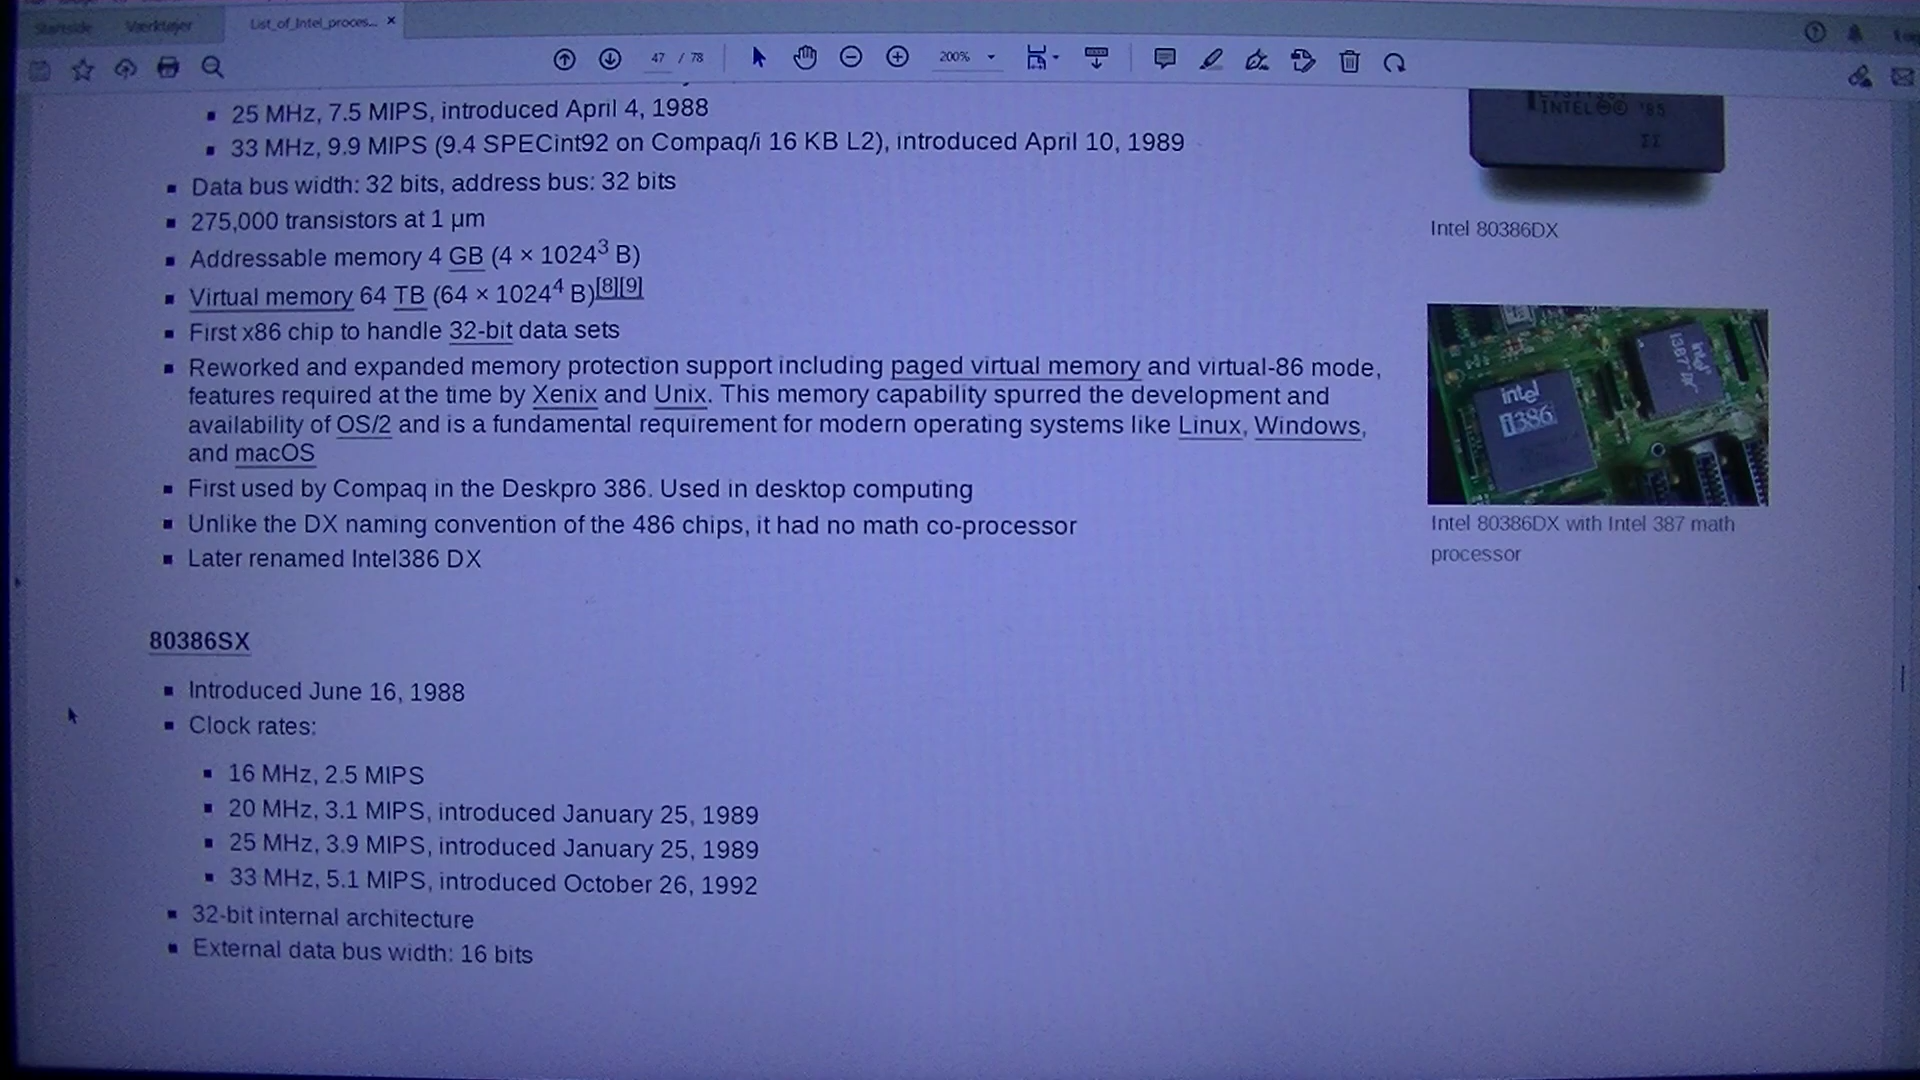 Startside Værktøjer List_of_Intel_proces... ×
47 / 78 200%
25 MHz, 7.5 MIPS, introduced April 4, 1988
33 MHz, 9.9 MIPS (9.4 SPECint92 on Compaq/i 16 KB L2), introduced April 10, 1989
Data bus width: 32 bits, address bus: 32 bits
275,000 transistors at 1 μm
Addressable memory 4 GB (4 × 1024³ B)
Virtual memory 64 TB (64 × 1024⁴ B)[8][9]
First x86 chip to handle 32-bit data sets
Reworked and expanded memory protection support including paged virtual memory and virtual-86 mode,
features required at the time by Xenix and Unix. This memory capability spurred the development and
availability of OS/2 and is a fundamental requirement for modern operating systems like Linux, Windows,
and macOS
First used by Compaq in the Deskpro 386. Used in desktop computing
Unlike the DX naming convention of the 486 chips, it had no math co-processor
Later renamed Intel386 DX
INTEL ⓂⒸ '85
ΣΣ
Intel 80386DX
intel
i386
intel
i387
Intel 80386DX with Intel 387 math
processor
80386SX
Introduced June 16, 1988
Clock rates:
16 MHz, 2.5 MIPS
20 MHz, 3.1 MIPS, introduced January 25, 1989
25 MHz, 3.9 MIPS, introduced January 25, 1989
33 MHz, 5.1 MIPS, introduced October 26, 1992
32-bit internal architecture
External data bus width: 16 bits